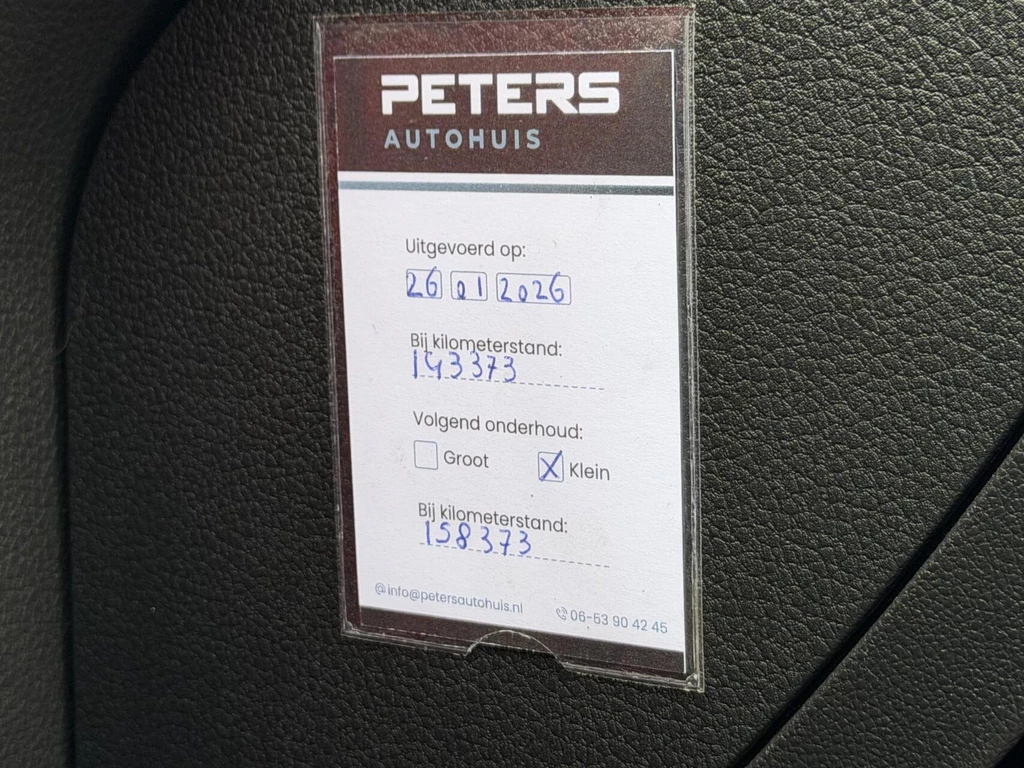 PETERS
AUTOHUIS
Uitgevoerd op:
26 01 2026
Bij kilometerstand:
143373
Volgend onderhoud:
Groot X Klein
Bij kilometerstand:
158373
@info@petersautohuis.nl 06-53 90 42 45